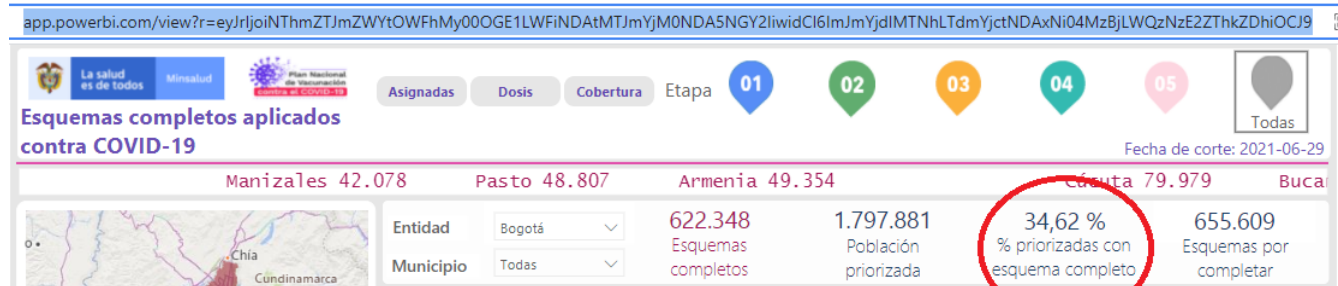 app.powerbi.com/view?r=eyJrIjoiNThmZTJmZWYtOWFhMy00OGE1LWFiNDAtMTJmYjM0NDA5NGY2IiwidCI6ImJmYjdlMTNhLTdmYjctNDAxNi04MzBjLWQzNzE2ZThkZDhiOCJ9
La salud
es de todos
Minsalud
Plan Nacional
de Vacunación
contra el COVID-19
Asignadas Dosis Cobertura Etapa 01 02 03 04 05
Todas
Esquemas completos aplicados
contra COVID-19
Fecha de corte: 2021-06-29
Manizales 42.078 Pasto 48.807 Armenia 49.354 Cúcuta 79.979 Bucar
Chía
Cundinamarca
Entidad Bogotá
Municipio Todas
622.348
Esquemas
completos
1.797.881
Población
priorizada
34,62 %
% priorizadas con
esquema completo
655.609
Esquemas por
completar